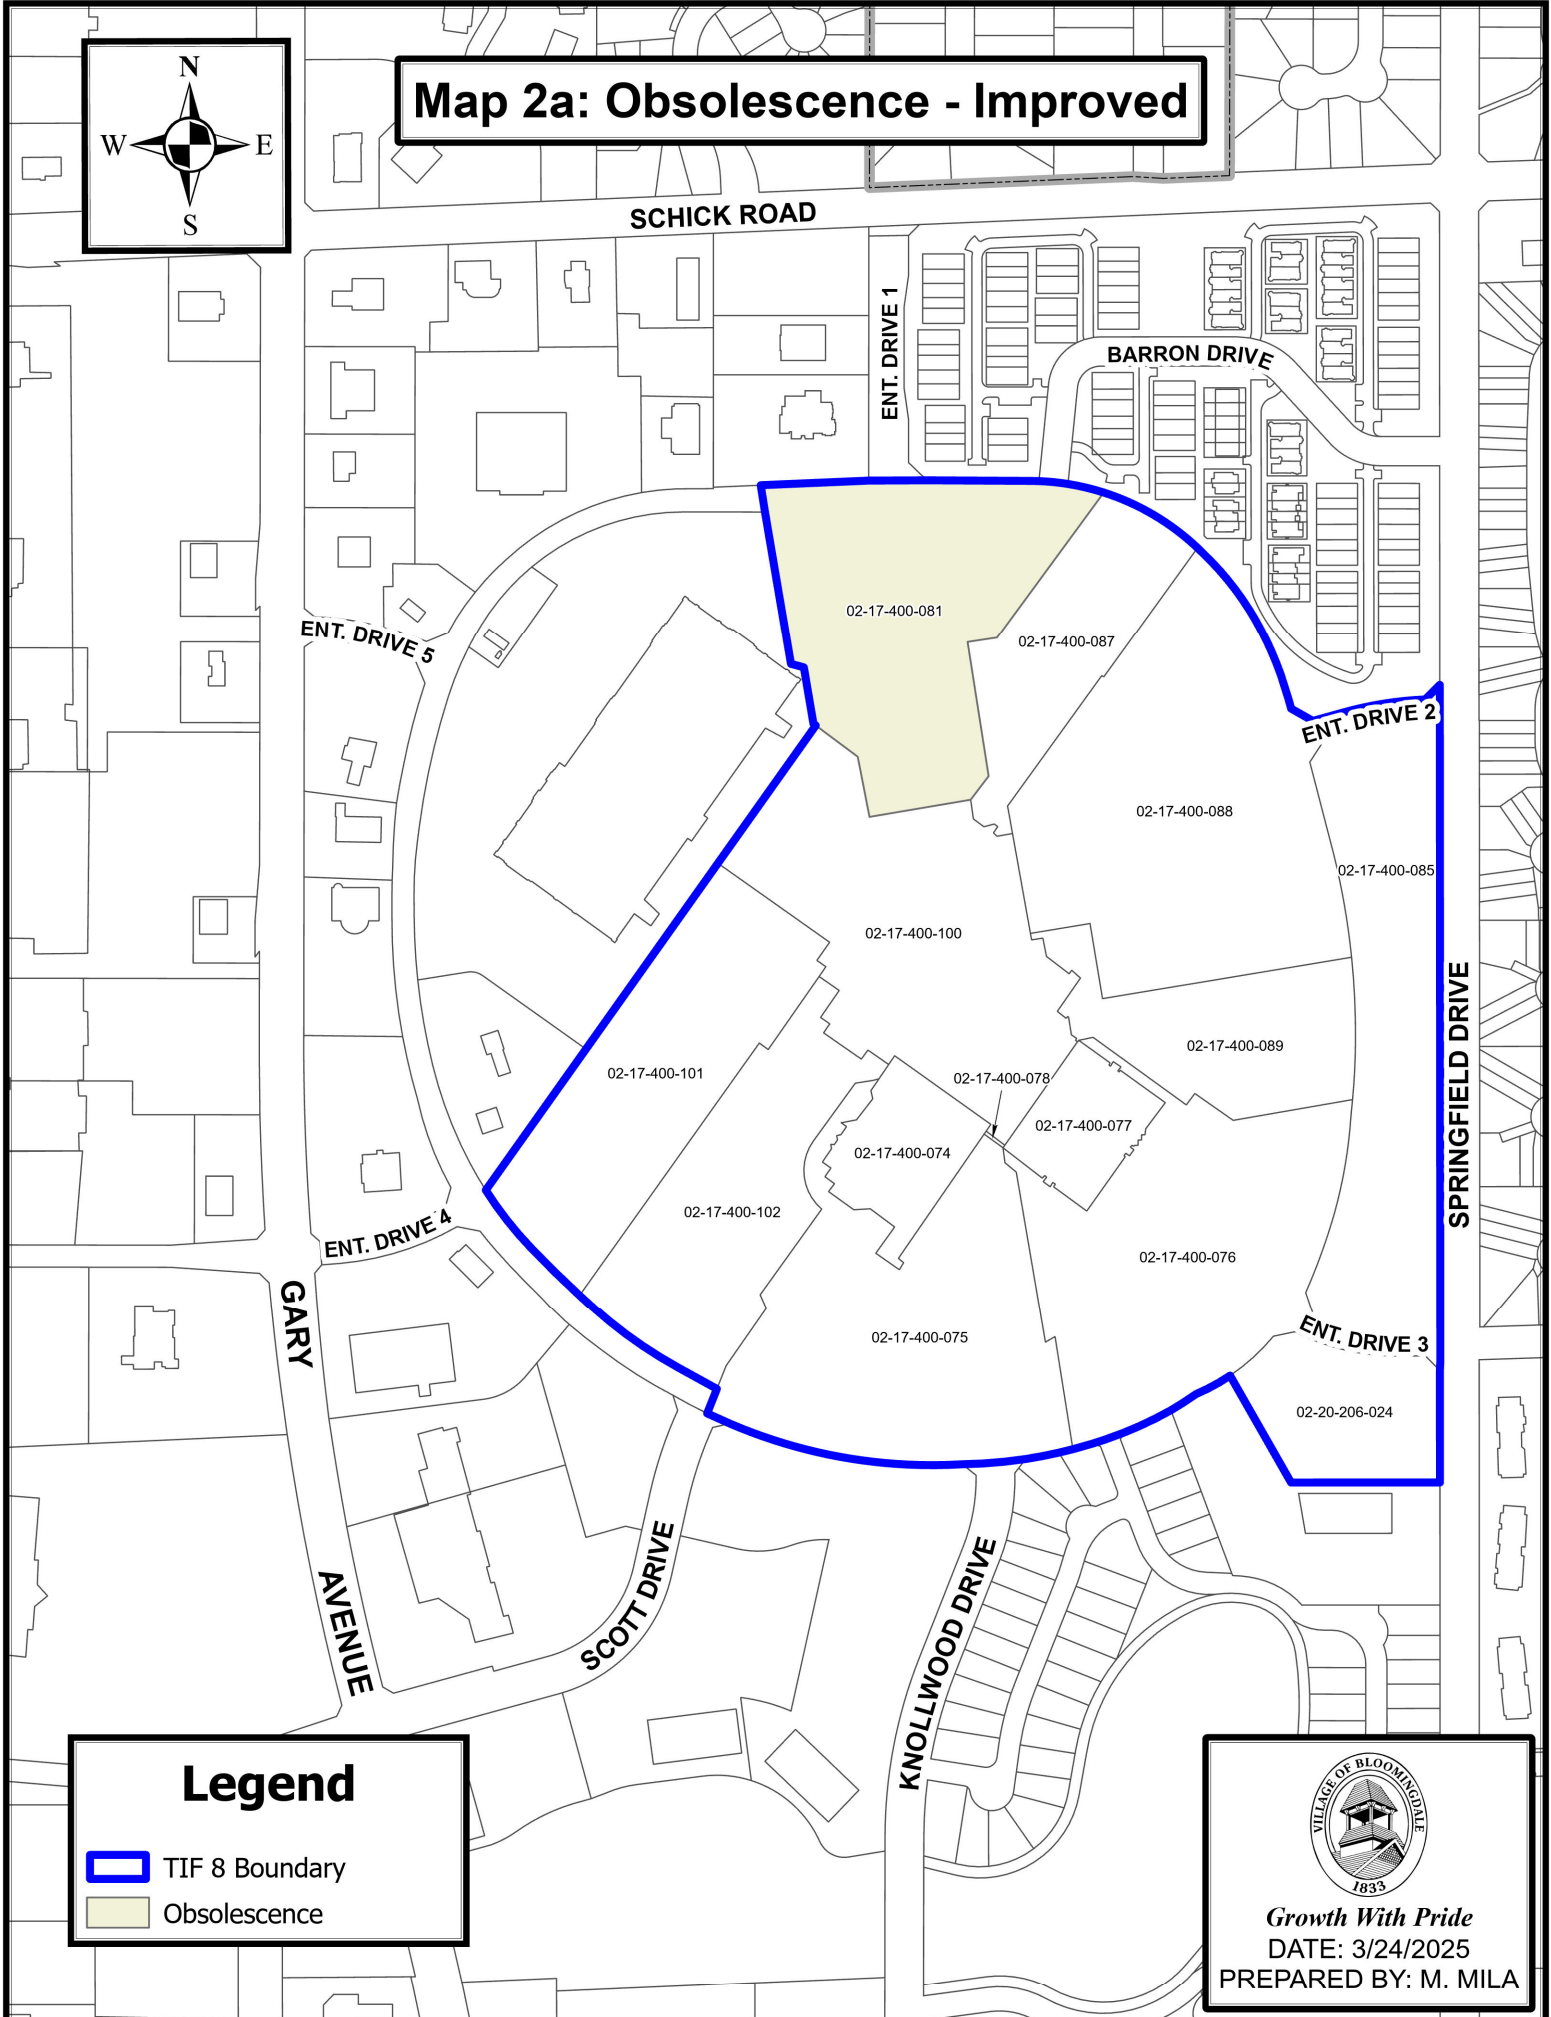 Map 2a: Obsolescence - Improved
N
W
E
S
SCHICK ROAD
ENT. DRIVE 1
BARRON DRIVE
02-17-400-081
02-17-400-087
ENT. DRIVE 5
ENT. DRIVE 2
02-17-400-088
02-17-400-085
02-17-400-100
SPRINGFIELD DRIVE
02-17-400-089
02-17-400-101
02-17-400-078
02-17-400-077
02-17-400-074
02-17-400-102
ENT. DRIVE 4
02-17-400-076
GARY
AVENUE
02-17-400-075
ENT. DRIVE 3
02-20-206-024
SCOTT DRIVE
KNOLLWOOD DRIVE
Legend
TIF 8 Boundary
Obsolescence
VILLAGE OF BLOOMINGDALE
1833
Growth With Pride
DATE: 3/24/2025
PREPARED BY: M. MILA